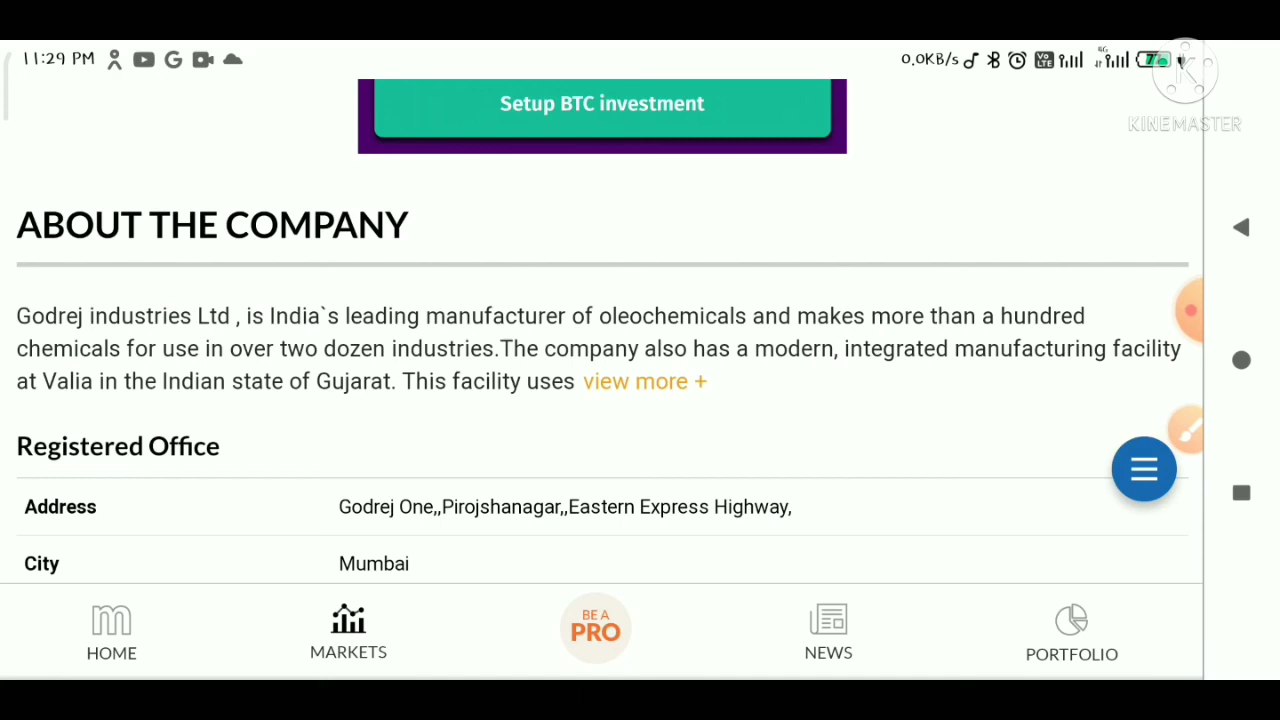 11:29 PM
0.0KB/s
Vo LTE
4G
KINEMASTER
Setup BTC investment
ABOUT THE COMPANY
Godrej industries Ltd , is India`s leading manufacturer of oleochemicals and makes more than a hundred
chemicals for use in over two dozen industries.The company also has a modern, integrated manufacturing facility
at Valia in the Indian state of Gujarat. This facility uses view more +
Registered Office
Address Godrej One,,Pirojshanagar,,Eastern Express Highway,
City Mumbai
HOME
MARKETS
BE A
PRO
NEWS
PORTFOLIO